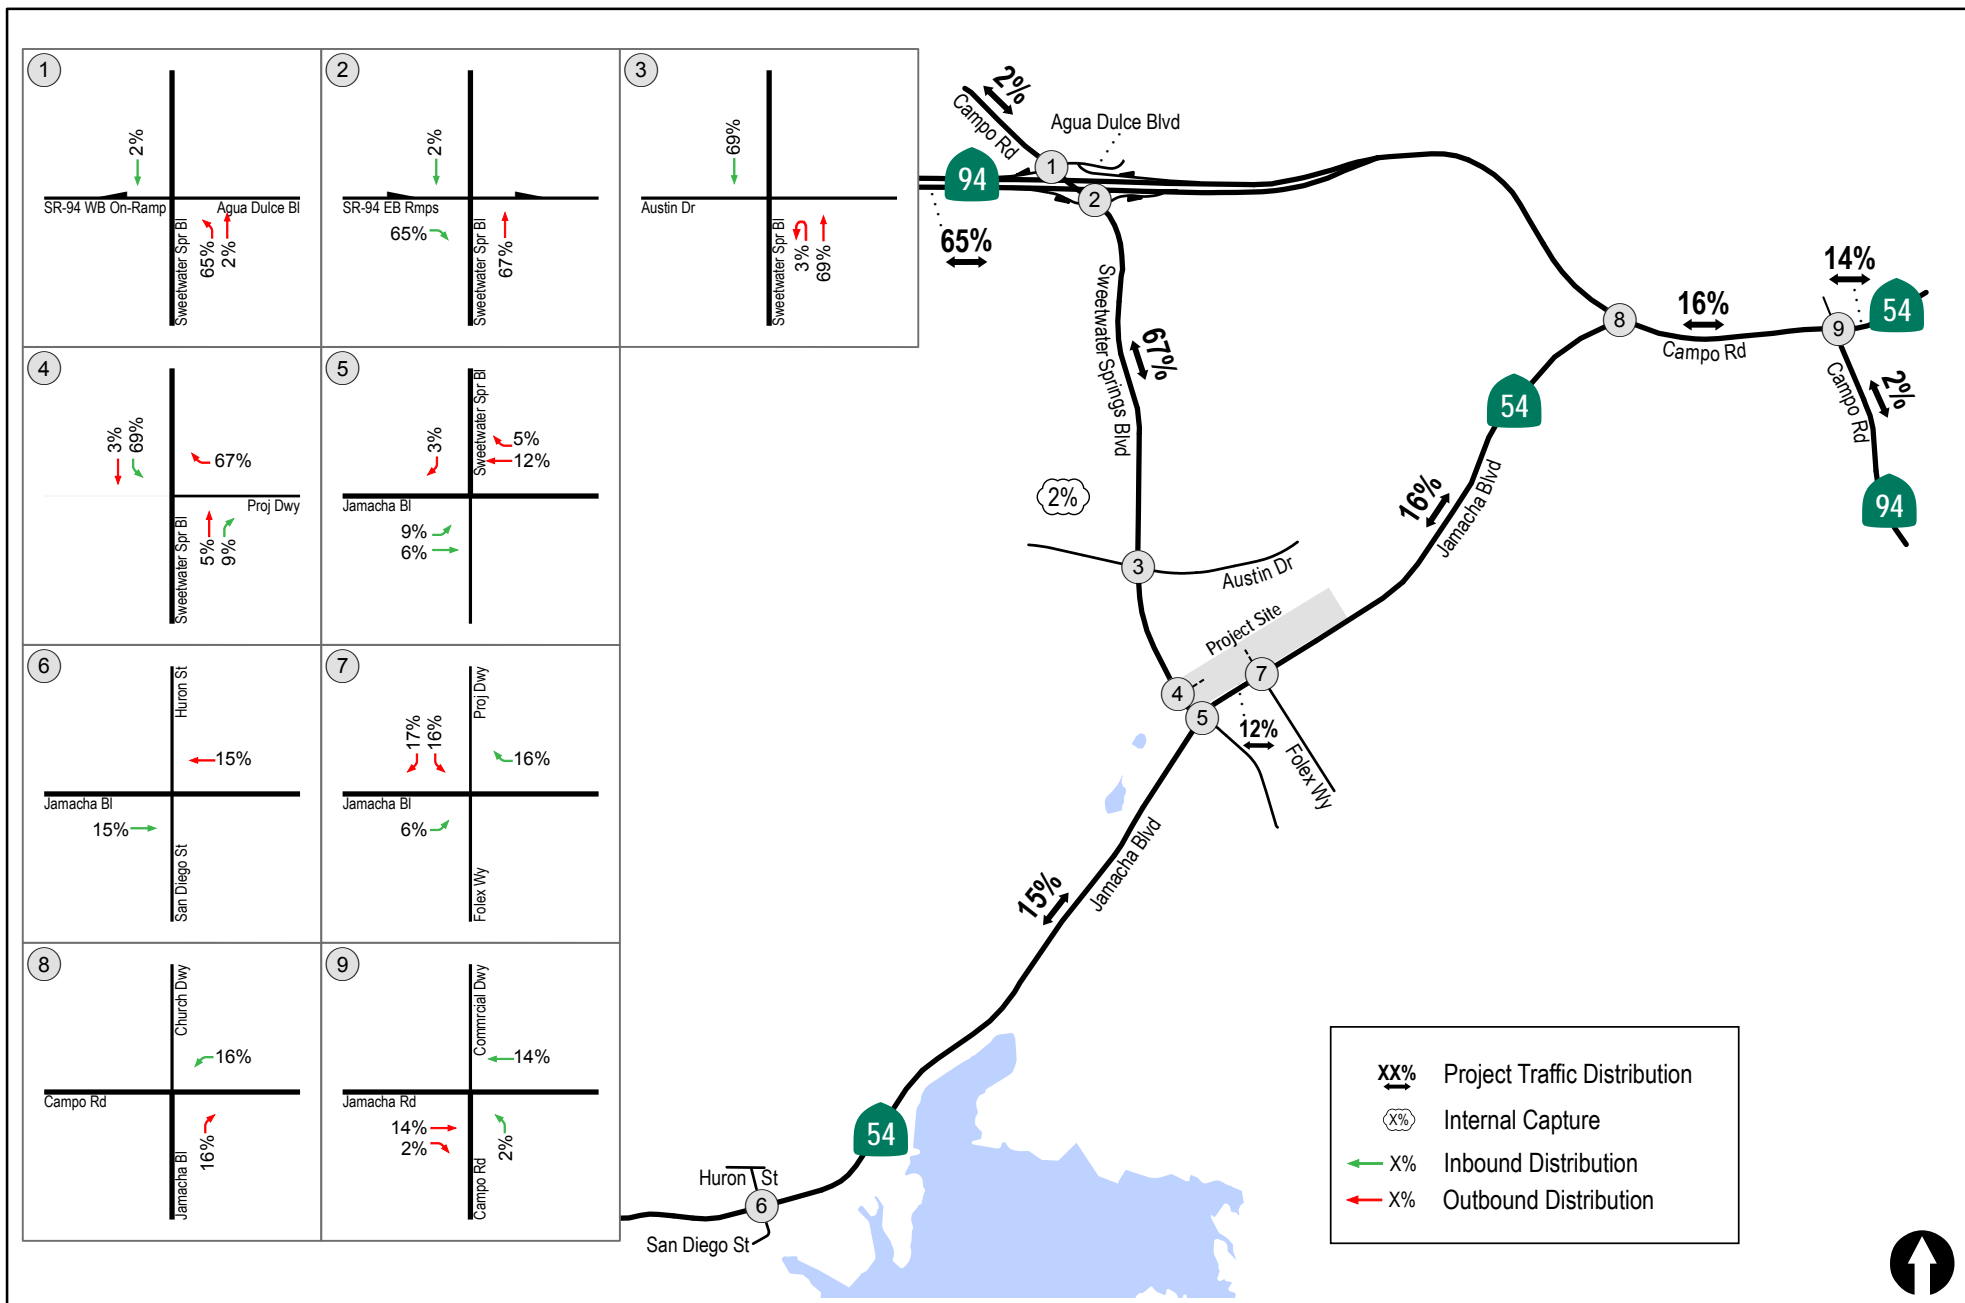 1
2%
SR-94 WB On-Ramp
Agua Dulce Bl
Sweetwater Spr Bl
65%
2%
2
2%
SR-94 EB Rmps
65%
Sweetwater Spr Bl
67%
3
69%
Austin Dr
Sweetwater Spr Bl
3%
69%
4
3%
69%
67%
Proj Dwy
Sweetwater Spr Bl
5%
9%
5
3%
Sweetwater Spr Bl
5%
12%
Jamacha Bl
9%
6%
6
Huron St
15%
Jamacha Bl
15%
San Diego St
7
17%
16%
Proj Dwy
16%
Jamacha Bl
6%
Folex Wy
8
Church Dwy
16%
Campo Rd
Jamacha Bl
16%
9
Commrcial Dwy
14%
Jamacha Rd
14%
2%
Campo Rd
2%
2%
Campo Rd
Agua Dulce Blvd
1
94
2
65%
Sweetwater Springs Blvd
67%
14%
54
16%
8
9
Campo Rd
Campo Rd
2%
54
94
2%
16%
Jamacha Blvd
3
Austin Dr
Project Site
4
7
5
12%
Folex Wy
15%
Jamacha Blvd
54
Huron St
6
San Diego St
XX% Project Traffic Distribution
X% Internal Capture
X% Inbound Distribution
X% Outbound Distribution